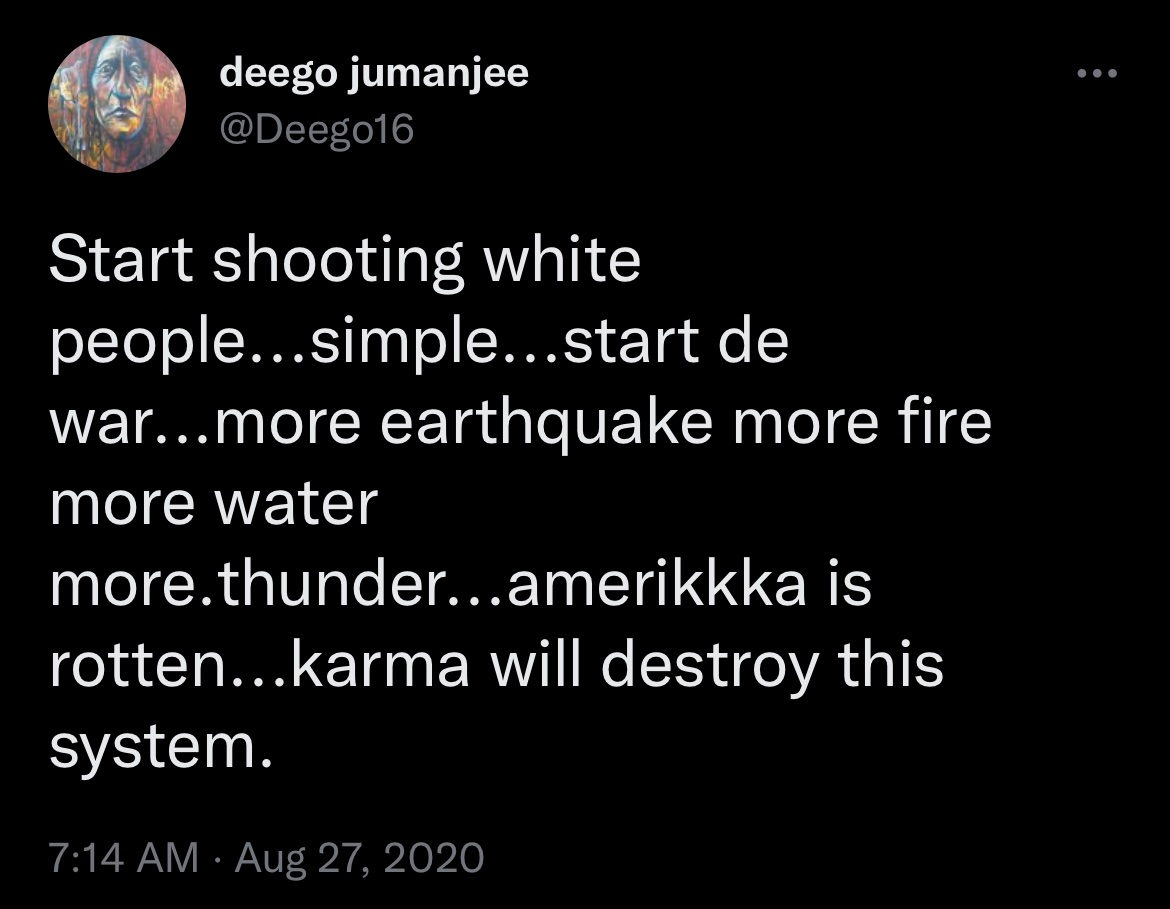 deego jumanjee
@Deego16
Start shooting white
people...simple...start de
war...more earthquake more fire
more water
more.thunder...amerikkka is
rotten...karma will destroy this
system.
7:14 AM · Aug 27, 2020